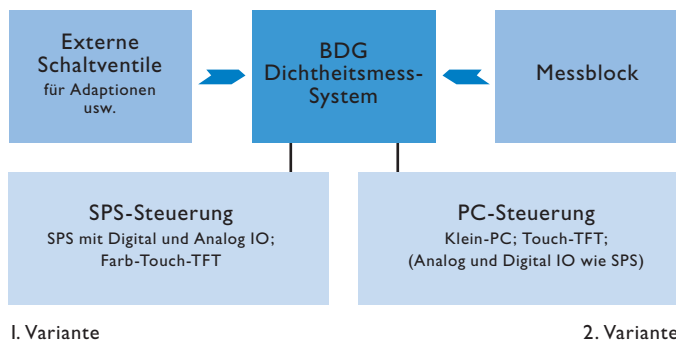 Externe
Schaltventile
für Adaptionen
usw.
BDG
Dichtheitsmess-
System
Messblock
SPS-Steuerung
SPS mit Digital und Analog IO;
Farb-Touch-TFT
PC-Steuerung
Klein-PC; Touch-TFT;
(Analog und Digital IO wie SPS)
1. Variante
2. Variante